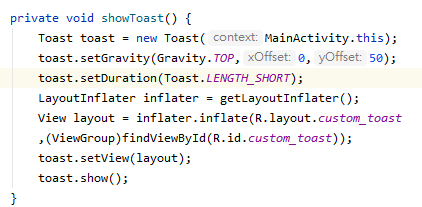 private void showToast() {
Toast toast = new Toast( context: MainActivity.this);
toast.setGravity(Gravity.TOP, xOffset: 0, yOffset: 50);
toast.setDuration(Toast.LENGTH_SHORT);
LayoutInflater inflater = getLayoutInflater();
View layout = inflater.inflate(R.layout.custom_toast
,(ViewGroup)findViewById(R.id.custom_toast));
toast.setView(layout);
toast.show();
}